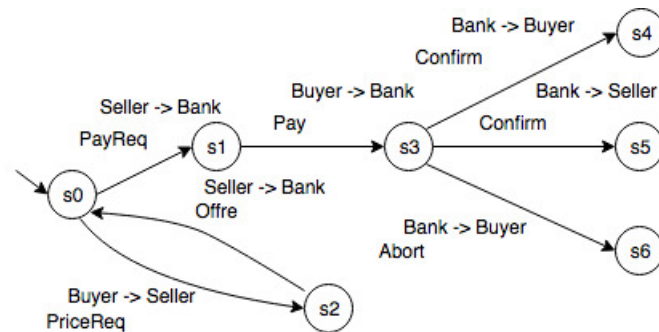 Bank -> Buyer
s4
Confirm
Buyer -> Bank
Bank -> Seller
Seller -> Bank
Pay
Confirm
PayReq
s1
s3
s5
Seller -> Bank
s0
Offre
Bank -> Buyer
Abort
s6
Buyer -> Seller
s2
PriceReq